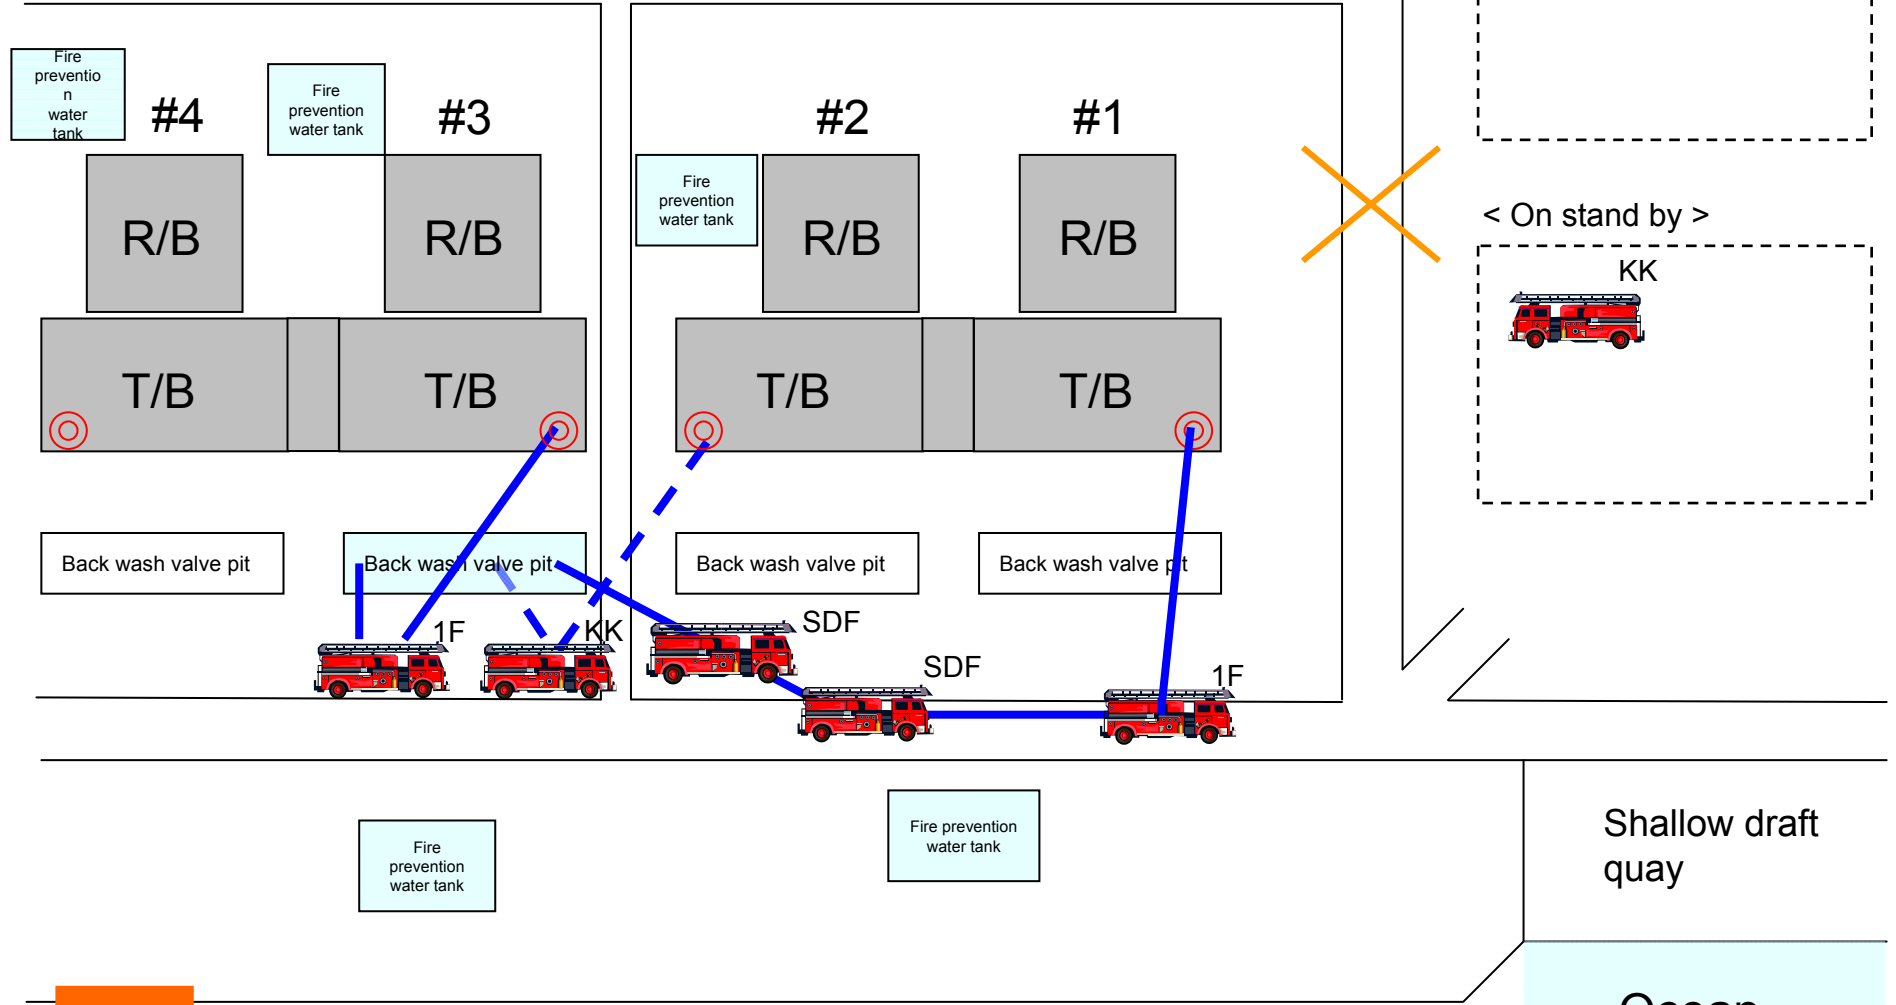 Fire
preventio
n
water
tank
#4
Fire
prevention
water tank
#3
#2
#1
Fire
prevention
water tank
R/B
R/B
R/B
R/B
< On stand by >
KK
T/B
T/B
T/B
T/B
Back wash valve pit
Back wash valve pit
Back wash valve pit
Back wash valve pit
1F
KK
SDF
SDF
1F
Fire
prevention
water tank
Fire prevention
water tank
Shallow draft
quay
Ocean